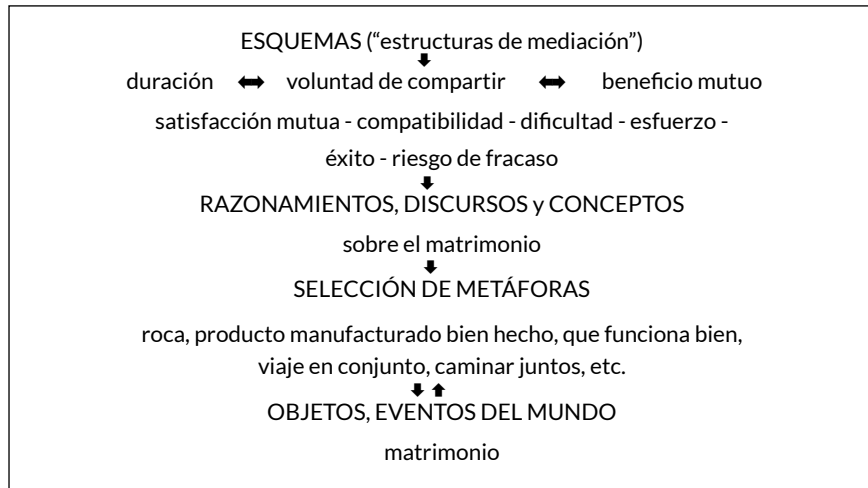 ESQUEMAS (“estructuras de mediación”)
duración ⬌ voluntad de compartir ⬌ beneficio mutuo
satisfacción mutua - compatibilidad - dificultad - esfuerzo -
éxito - riesgo de fracaso
RAZONAMIENTOS, DISCURSOS y CONCEPTOS
sobre el matrimonio
SELECCIÓN DE METÁFORAS
roca, producto manufacturado bien hecho, que funciona bien,
viaje en conjunto, caminar juntos, etc.
OBJETOS, EVENTOS DEL MUNDO
matrimonio